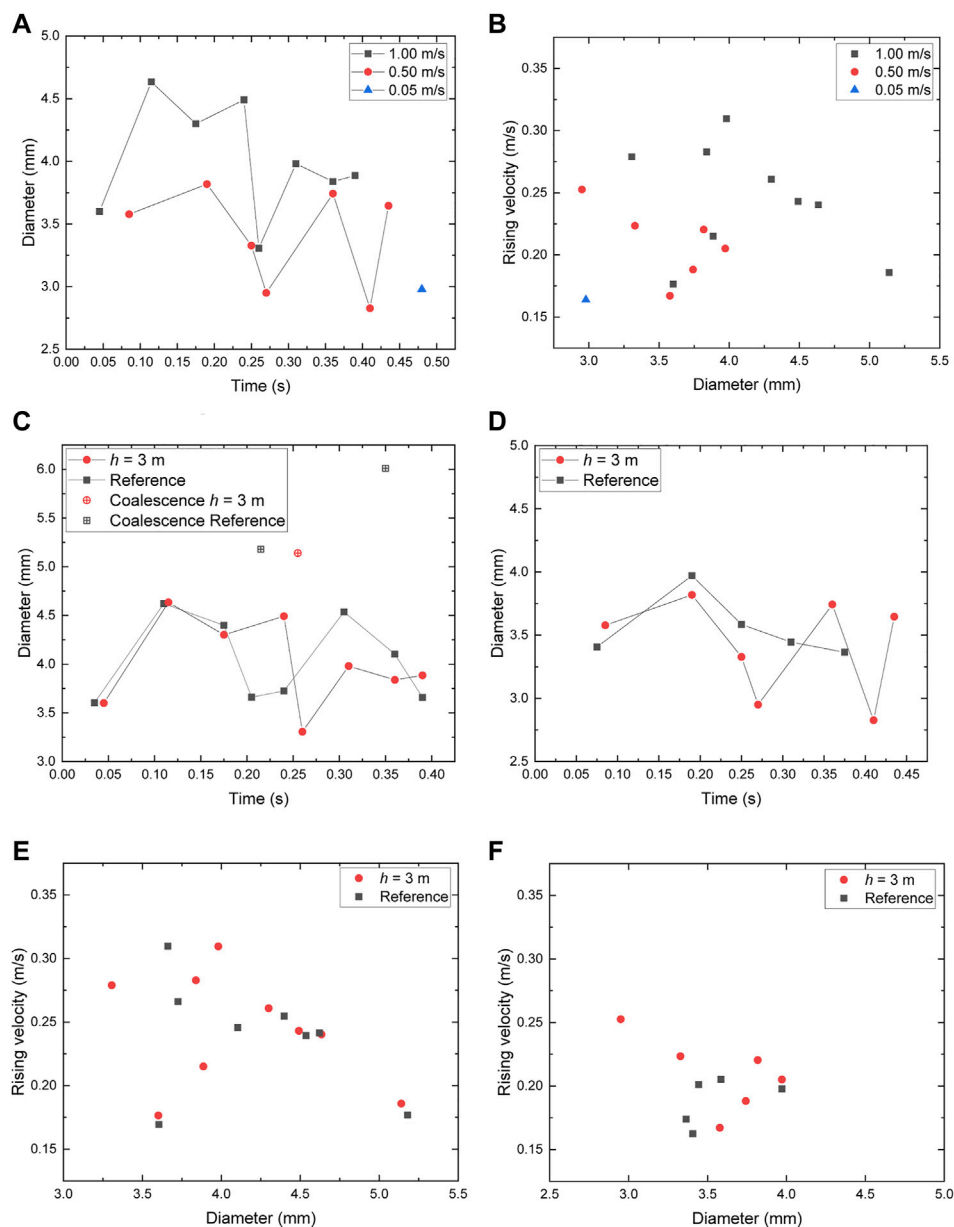 A
5.0
4.5
4.0
3.5
3.0
2.5
Diameter (mm)
1.00 m/s
0.50 m/s
0.05 m/s
0.00 0.05 0.10 0.15 0.20 0.25 0.30 0.35 0.40 0.45 0.50
Time (s)
B
0.35
0.30
0.25
0.20
0.15
Rising velocity (m/s)
1.00 m/s
0.50 m/s
0.05 m/s
3.0 3.5 4.0 4.5 5.0 5.5
Diameter (mm)
C
6.0
5.5
5.0
4.5
4.0
3.5
3.0
Diameter (mm)
h = 3 m
Reference
Coalescence h = 3 m
Coalescence Reference
0.00 0.05 0.10 0.15 0.20 0.25 0.30 0.35 0.40
Time (s)
D
5.0
4.5
4.0
3.5
3.0
2.5
Diameter (mm)
h = 3 m
Reference
0.00 0.05 0.10 0.15 0.20 0.25 0.30 0.35 0.40 0.45
Time (s)
E
0.35
0.30
0.25
0.20
0.15
Rising velocity (m/s)
h = 3 m
Reference
3.0 3.5 4.0 4.5 5.0 5.5
Diameter (mm)
F
0.35
0.30
0.25
0.20
0.15
Rising velocity (m/s)
h = 3 m
Reference
2.5 3.0 3.5 4.0 4.5 5.0
Diameter (mm)